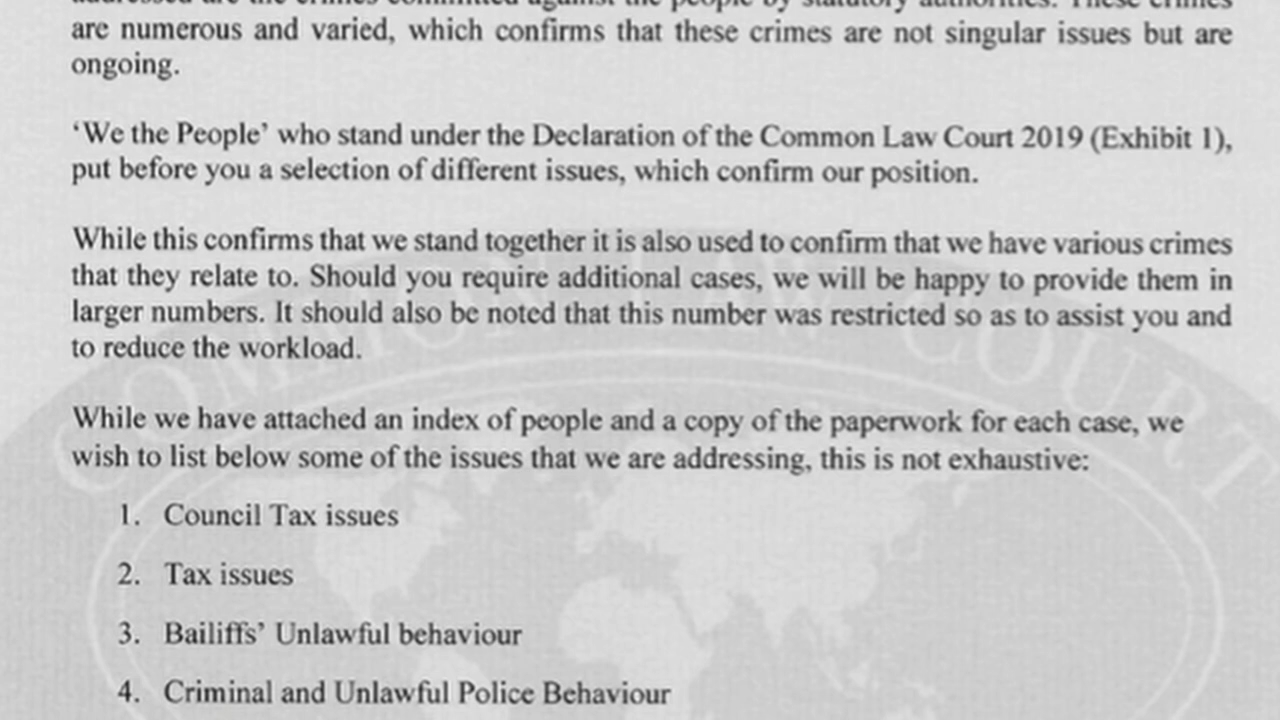 addressed are the crimes committed against the people by statutory authorities. These crimes
are numerous and varied, which confirms that these crimes are not singular issues but are
ongoing.
‘We the People’ who stand under the Declaration of the Common Law Court 2019 (Exhibit 1),
put before you a selection of different issues, which confirm our position.
While this confirms that we stand together it is also used to confirm that we have various crimes
that they relate to. Should you require additional cases, we will be happy to provide them in
larger numbers. It should also be noted that this number was restricted so as to assist you and
to reduce the workload.
While we have attached an index of people and a copy of the paperwork for each case, we
wish to list below some of the issues that we are addressing, this is not exhaustive:
1. Council Tax issues
2. Tax issues
3. Bailiffs’ Unlawful behaviour
4. Criminal and Unlawful Police Behaviour
COMMON LAW COURT